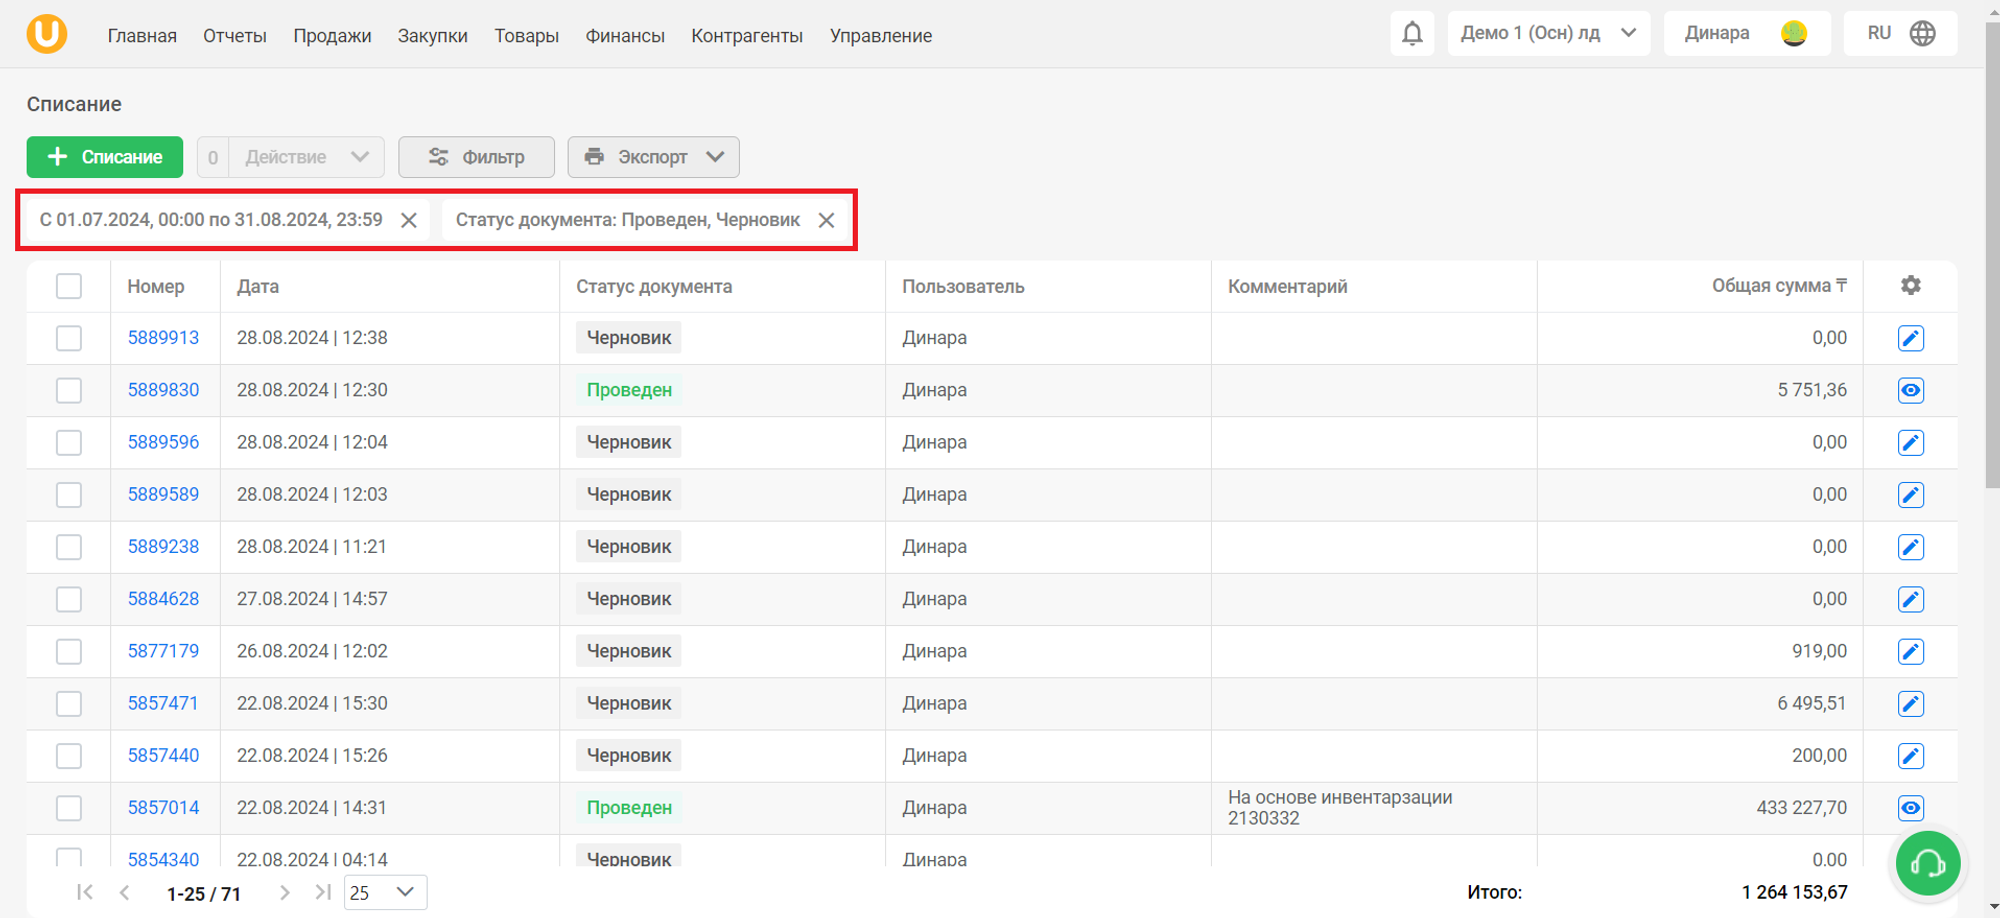 U Главная Отчеты Продажи Закупки Товары Финансы Контрагенты Управление Демо 1 (Осн) лд Динара RU
Списание
+ Списание 0 Действие Фильтр Экспорт
С 01.07.2024, 00:00 по 31.08.2024, 23:59 Статус документа: Проведен, Черновик
Номер Дата Статус документа Пользователь Комментарий Общая сумма ₸
5889913 28.08.2024 | 12:38 Черновик Динара 0,00
5889830 28.08.2024 | 12:30 Проведен Динара 5 751,36
5889596 28.08.2024 | 12:04 Черновик Динара 0,00
5889589 28.08.2024 | 12:03 Черновик Динара 0,00
5889238 28.08.2024 | 11:21 Черновик Динара 0,00
5884628 27.08.2024 | 14:57 Черновик Динара 0,00
5877179 26.08.2024 | 12:02 Черновик Динара 919,00
5857471 22.08.2024 | 15:30 Черновик Динара 6 495,51
5857440 22.08.2024 | 15:26 Черновик Динара 200,00
5857014 22.08.2024 | 14:31 Проведен Динара На основе инвентарзации 433 227,70
2130332
5854340 22.08.2024 | 04:14 Черновик Динара 0,00
1-25 / 71 25 Итого: 1 264 153,67